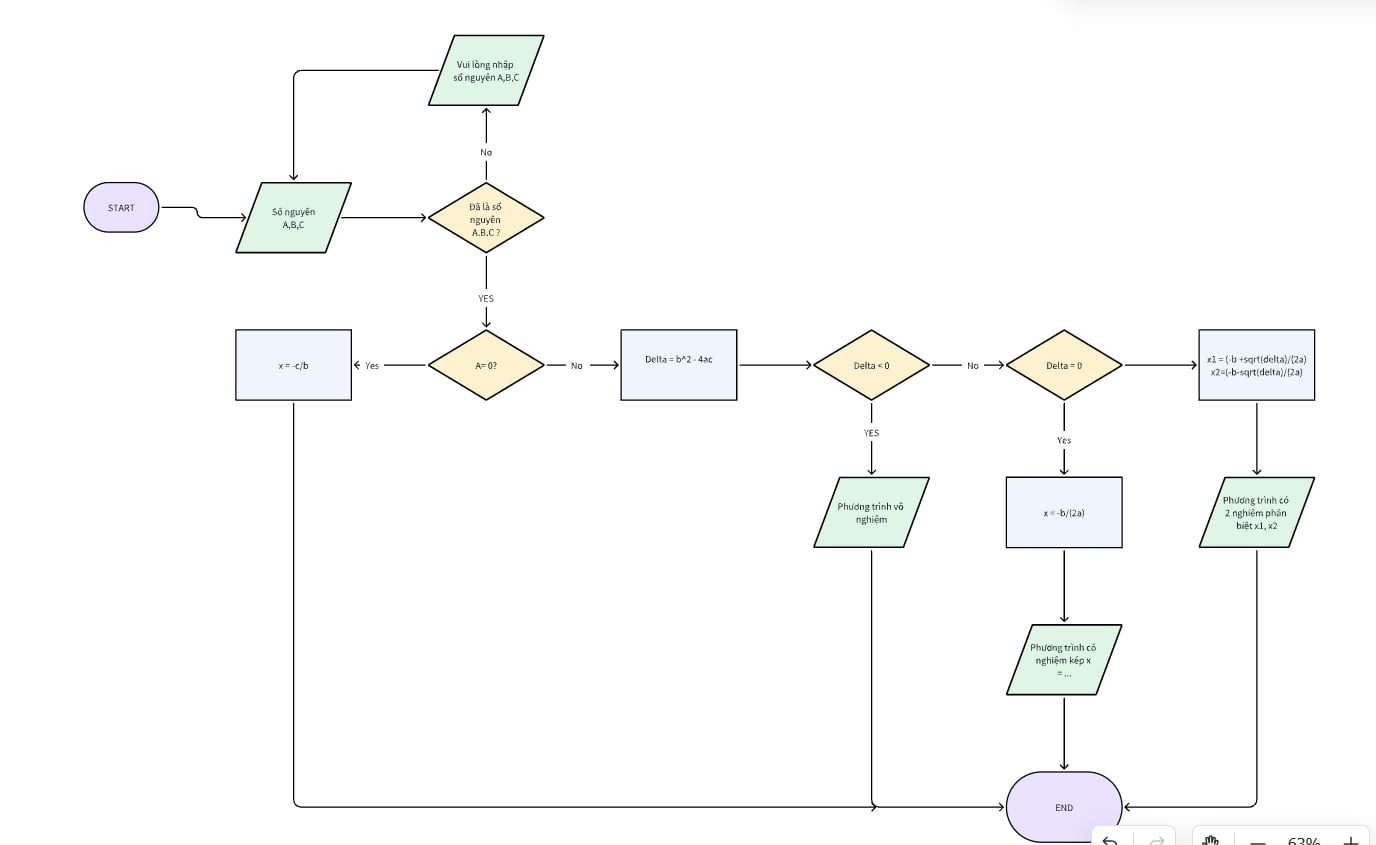 Vui lòng nhập
số nguyên A,B,C
No
START
Số nguyên
A,B,C
Đã là số
nguyên
A.B.C ?
YES
x = -c/b
Yes
A= 0?
No
Delta = b^2 - 4ac
Delta < 0
No
Delta = 0
x1 = (-b +sqrt(delta)/(2a)
x2=(-b-sqrt(delta)/(2a)
YES
Yes
Phương trình vô
nghiêm
x = -b/(2a)
Phương trình có
2 nghiệm phân
biệt x1, x2
Phương trình có
nghiệm kép x
= ...
END
63%